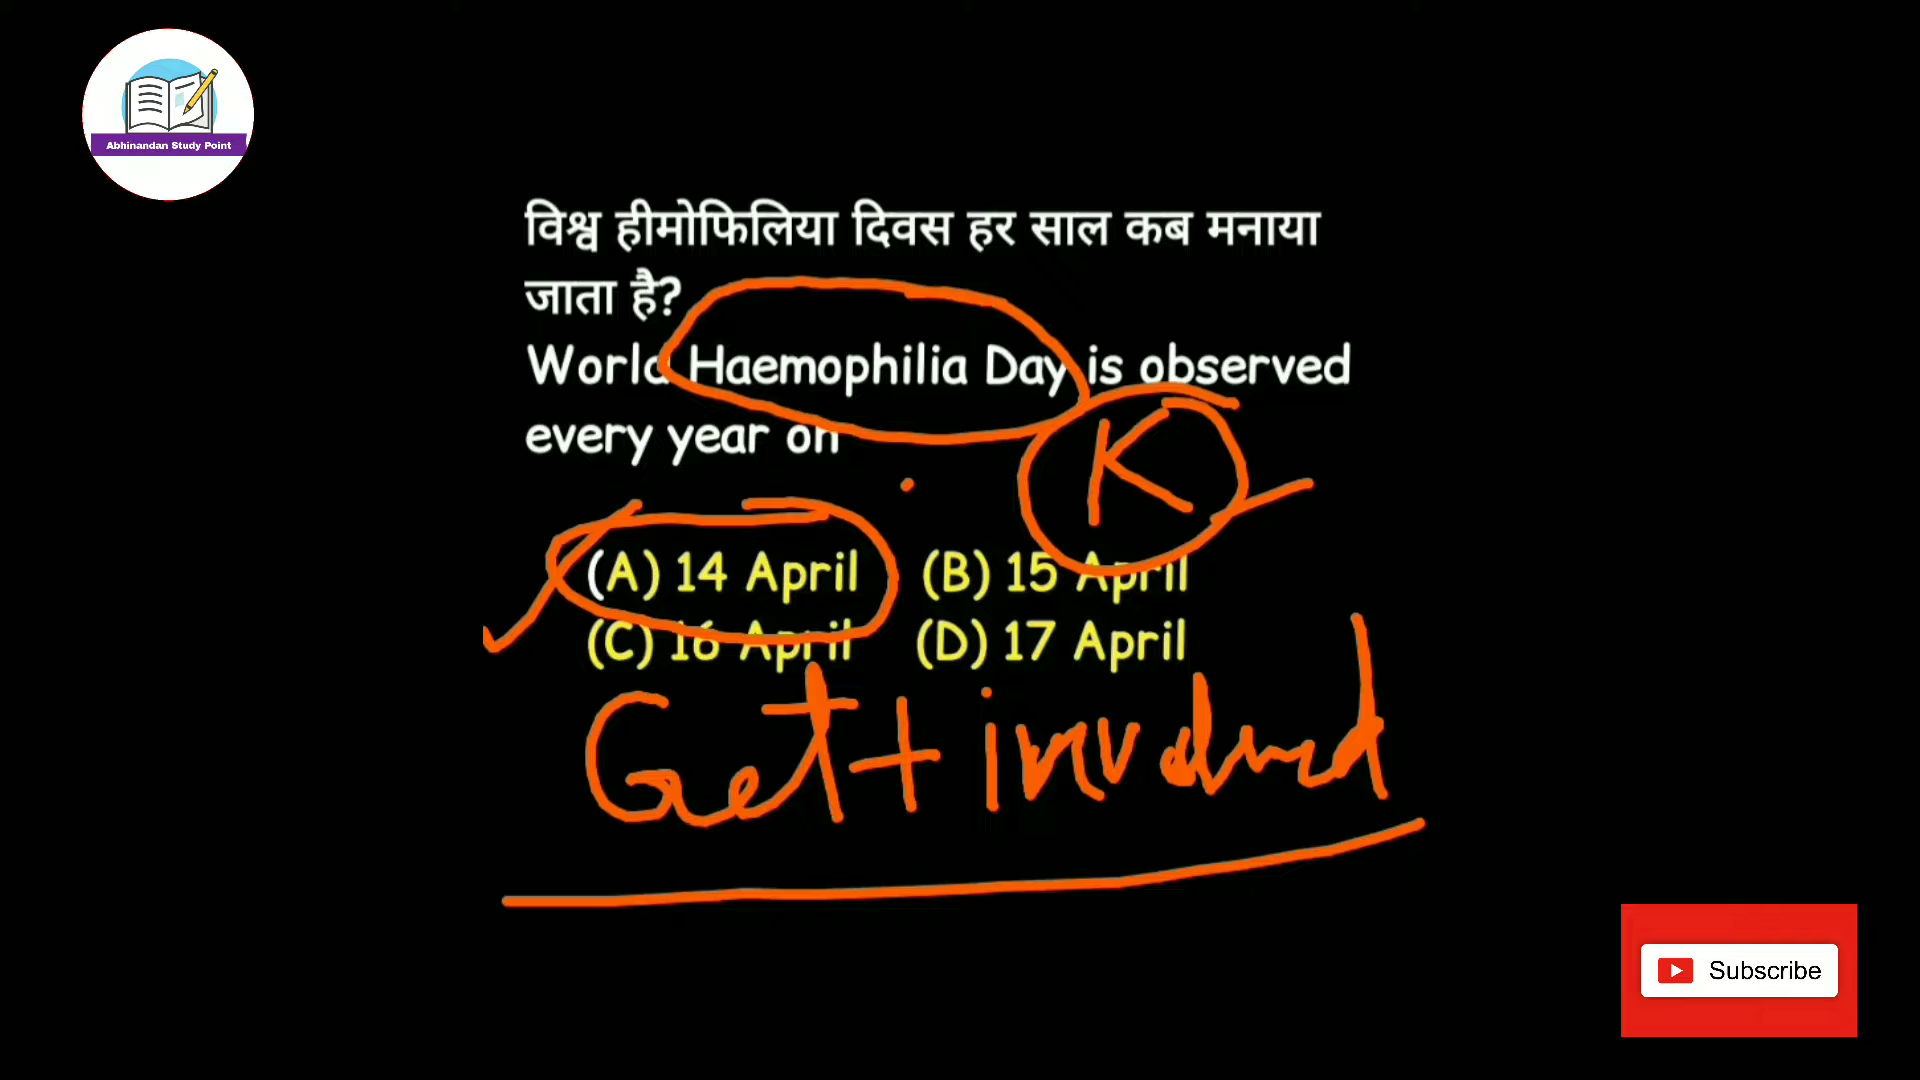 Abhinandan Study Point
विश्व हीमोफिलिया दिवस हर साल कब मनाया
जाता है?
World Haemophilia Day is observed
every year on
K
(A) 14 April (B) 15 April
(C) 16 April (D) 17 April
Get + involved
Subscribe